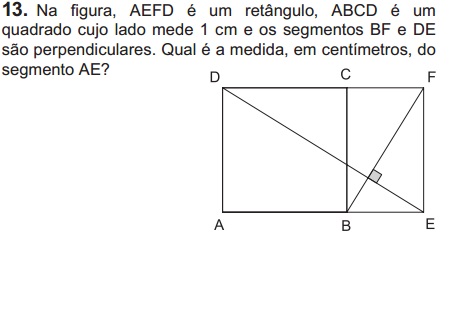 13. Na figura, AEFD é um retângulo, ABCD é um
quadrado cujo lado mede 1 cm e os segmentos BF e DE
são perpendiculares. Qual é a medida, em centímetros, do
segmento AE?
D C F
A B E